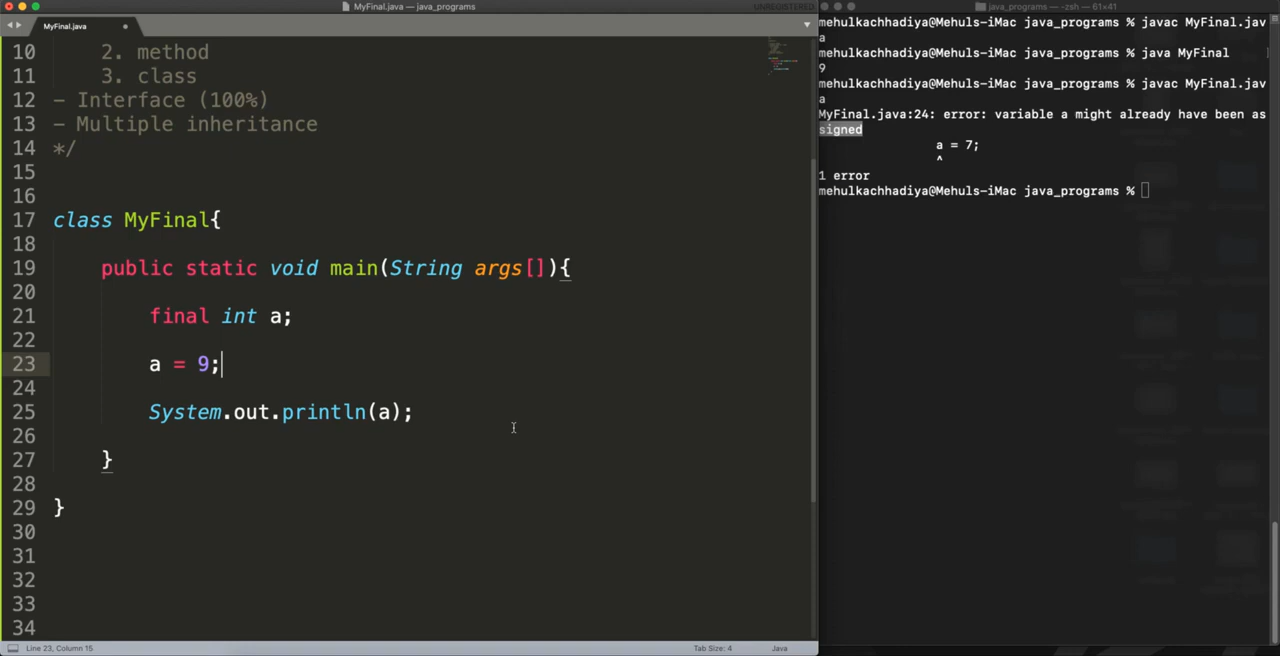 MyFinal.java — java_programs
UNREGISTERED
MyFinal.java
10 2. method
11 3. class
12 - Interface (100%)
13 - Multiple inheritance
14 */
15
16
17 class MyFinal{
18
19 public static void main(String args[]){
20
21 final int a;
22
23 a = 9;
24
25 System.out.println(a);
26
27 }
28
29 }
30
31
32
33
34
Line 23, Column 15
Tab Size: 4
Java
java_programs — -zsh — 61×41
mehulkachhadiya@Mehuls-iMac java_programs % javac MyFinal.jav
a
mehulkachhadiya@Mehuls-iMac java_programs % java MyFinal
9
mehulkachhadiya@Mehuls-iMac java_programs % javac MyFinal.jav
a
MyFinal.java:24: error: variable a might already have been as
signed
a = 7;
^
1 error
mehulkachhadiya@Mehuls-iMac java_programs %